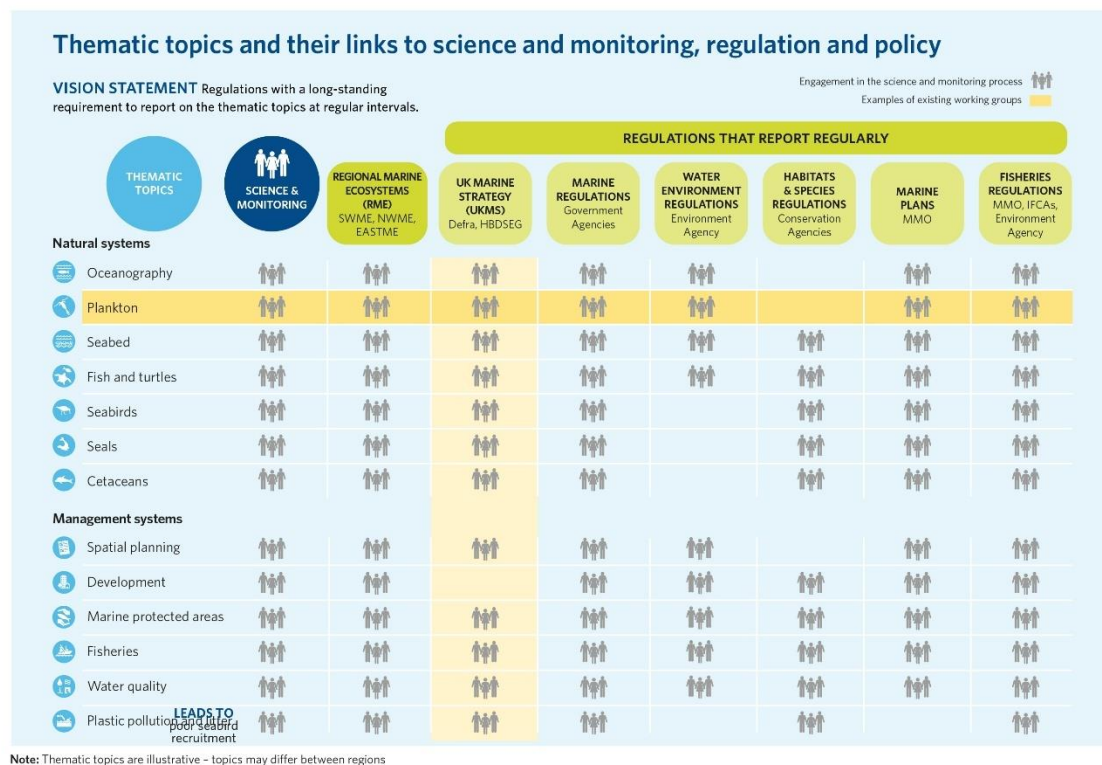 Thematic topics and their links to science and monitoring, regulation and policy
VISION STATEMENT Regulations with a long-standing
requirement to report on the thematic topics at regular intervals.
Engagement in the science and monitoring process
Examples of existing working groups
REGULATIONS THAT REPORT REGULARLY
THEMATIC
TOPICS
SCIENCE &
MONITORING
REGIONAL MARINE
ECOSYSTEMS
(RME)
SWME, NWME,
EASTME
UK MARINE
STRATEGY
(UKMS)
Defra, HBDSEG
MARINE
REGULATIONS
Government
Agencies
WATER
ENVIRONMENT
REGULATIONS
Environment
Agency
HABITATS
& SPECIES
REGULATIONS
Conservation
Agencies
MARINE
PLANS
MMO
FISHERIES
REGULATIONS
MMO, IFCAs,
Environment
Agency
Natural systems
Oceanography
Plankton
Seabed
Fish and turtles
Seabirds
Seals
Cetaceans
Management systems
Spatial planning
Development
Marine protected areas
Fisheries
Water quality
Plastic pollution and litter
LEADS TO
poor seabird
recruitment
Note: Thematic topics are illustrative – topics may differ between regions